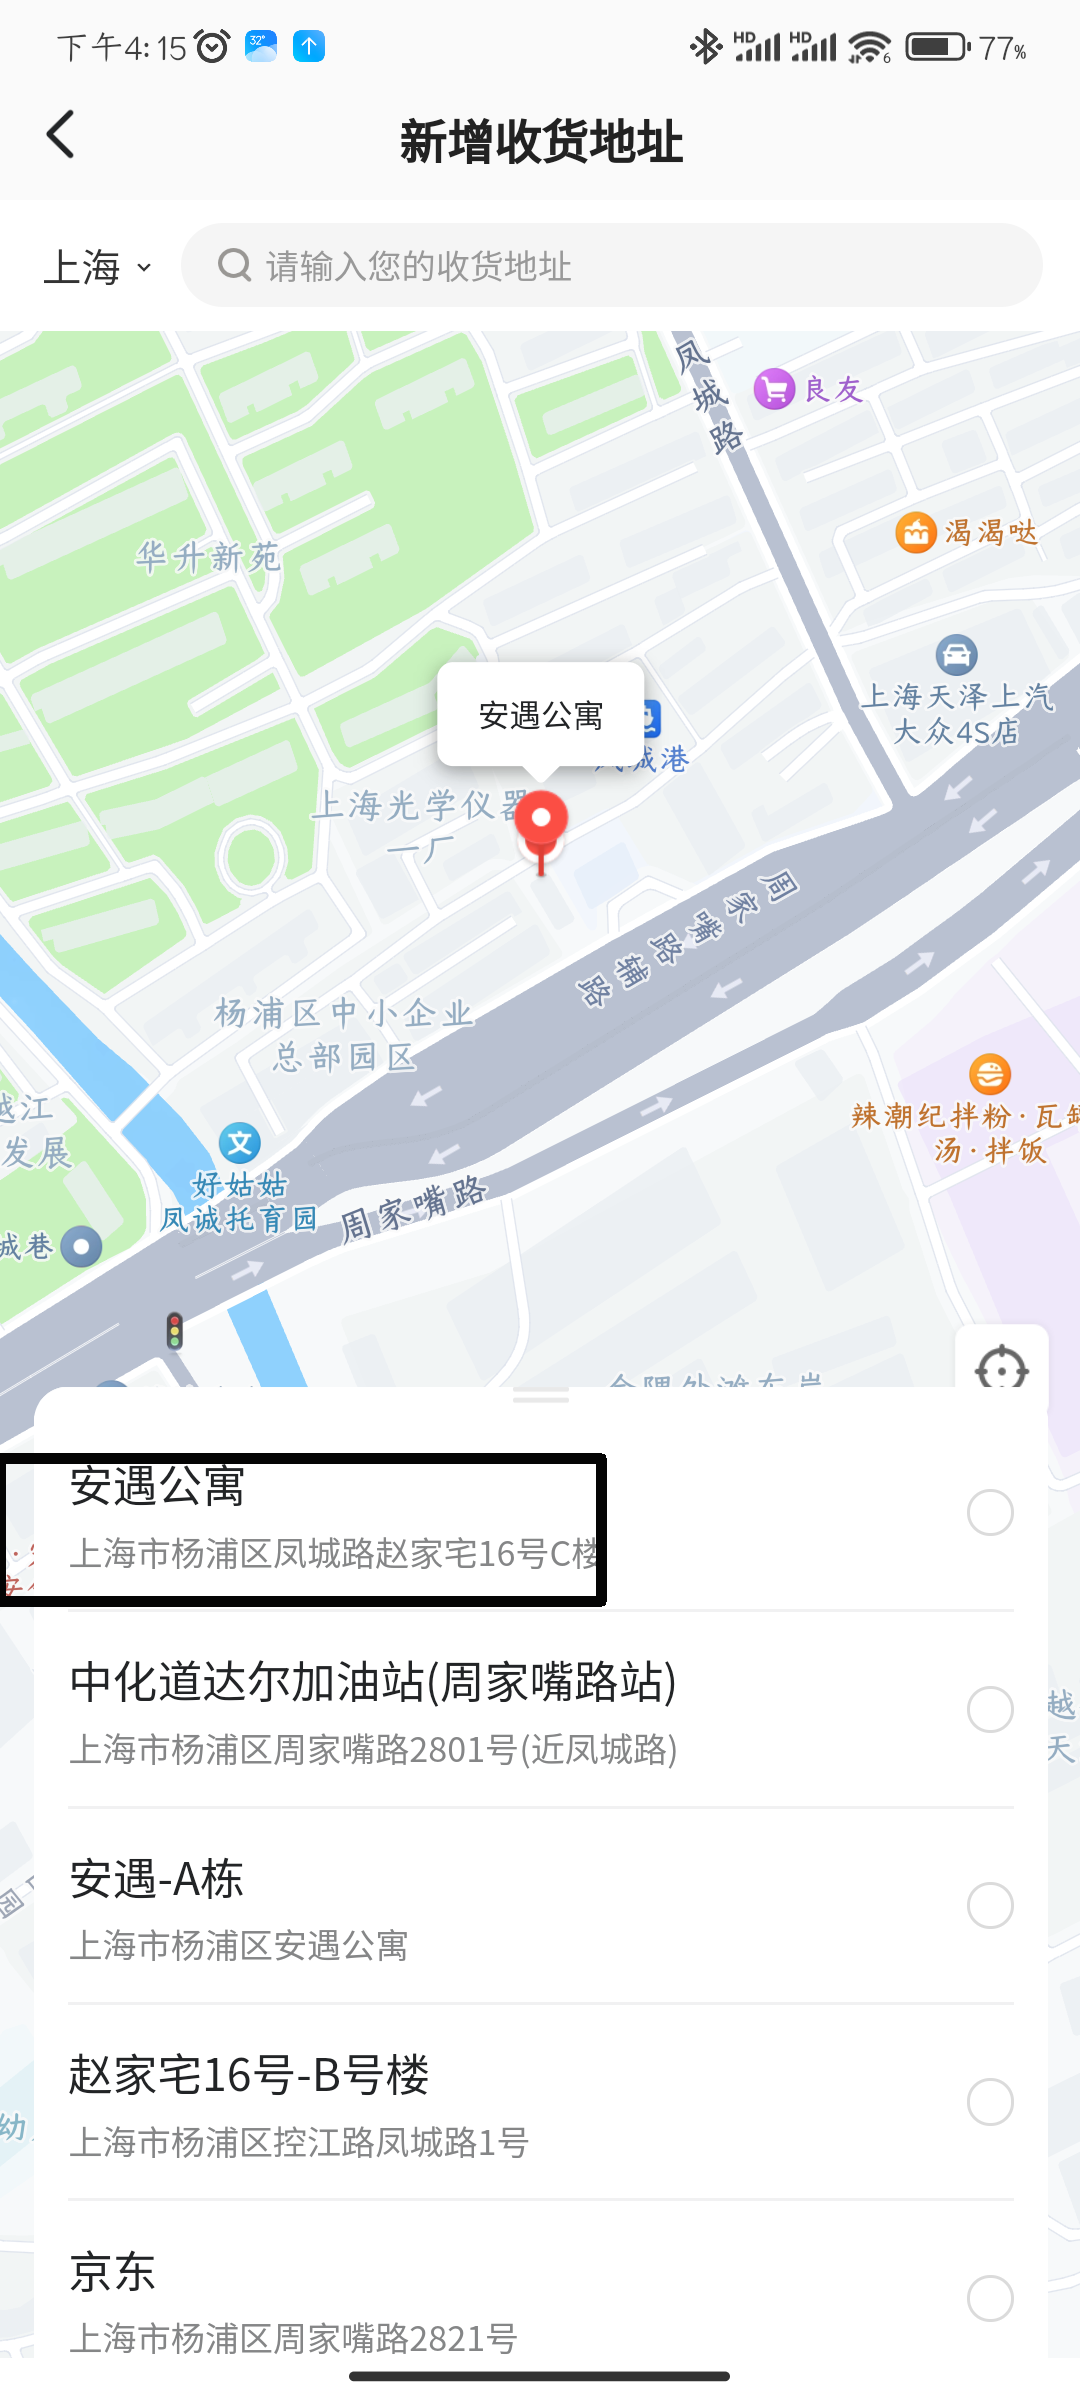 下午4:15
32°
HD HD 6 77%
新增收货地址
上海
请输入您的收货地址
凤城路
良友
渴渴哒
华升新苑
上海天泽上汽
大众4S店
安遇公寓
城港
上海光学仪器
一厂
周家嘴路辅路
杨浦区中小企业
总部园区
越江
发展
辣潮纪拌粉·瓦罐
汤·拌饭
文
好姑姑
凤诚托育园
周家嘴路
城巷
安遇公寓
上海市杨浦区凤城路赵家宅16号C楼
中化道达尔加油站(周家嘴路站)
上海市杨浦区周家嘴路2801号(近凤城路)
越
天
安遇-A栋
上海市杨浦区安遇公寓
园
赵家宅16号-B号楼
上海市杨浦区控江路凤城路1号
幼
京东
上海市杨浦区周家嘴路2821号